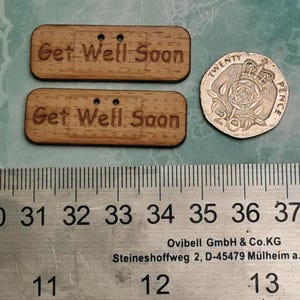 Get Well Soon
Get Well Soon
TWENTY PENCE
31 32 33 34 35 36 37
Ovibell GmbH & Co.KG
Steineshoffweg 2, D-45479 Mülheim a.
11 12 13